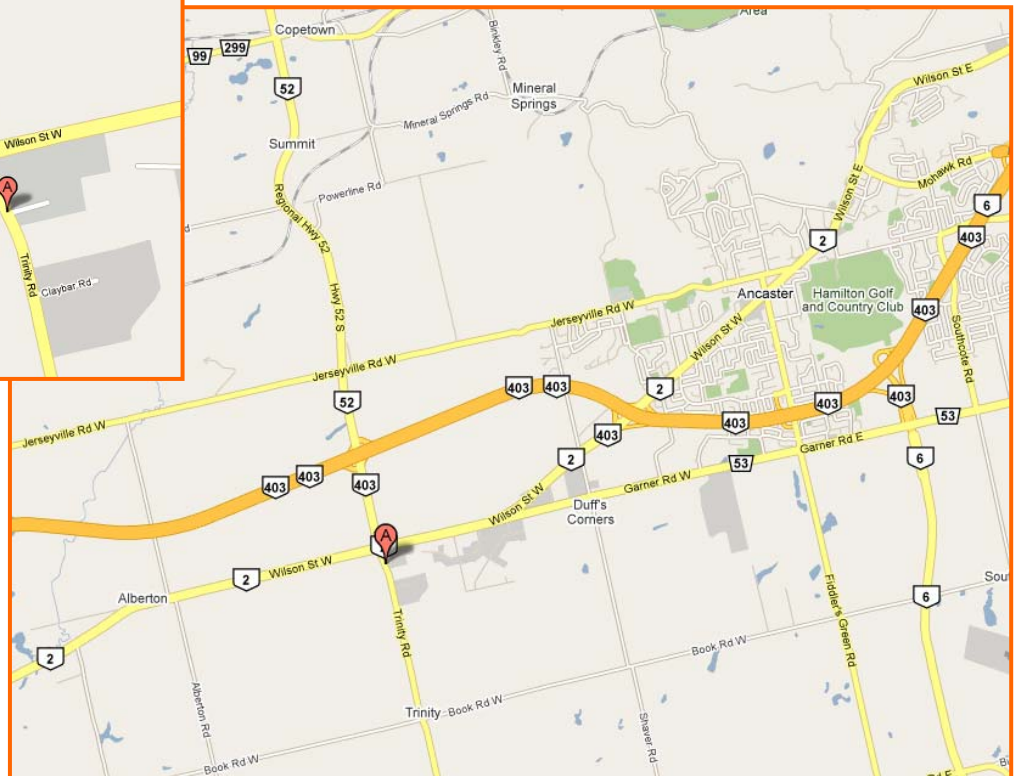 Area
Copetown
99
299
52
Binkley Rd
Mineral
Springs
Mineral Springs Rd
Summit
Wilson St E
Wilson St W
A
Trinity Rd
Claybar Rd
Powerline Rd
Regional Hwy 52
Hwy 52 S
Mohawk Rd
6
403
Wilson St E
2
Ancaster
Hamilton Golf
and Country Club
403
Southcote Rd
Jerseyville Rd W
Wilson St W
Jerseyville Rd W
403
403
2
403
403
403
52
53
Jerseyville Rd W
403
Garner Rd E
403
403
403
2
53
6
Garner Rd W
Wilson St W
Duff's
Corners
A
Wilson St W
2
Alberton
Fiddler's Green Rd
6
Trinity Rd
Book Rd W
2
Alberton Rd
Trinity
Book Rd W
Shaver Rd
Book Rd W